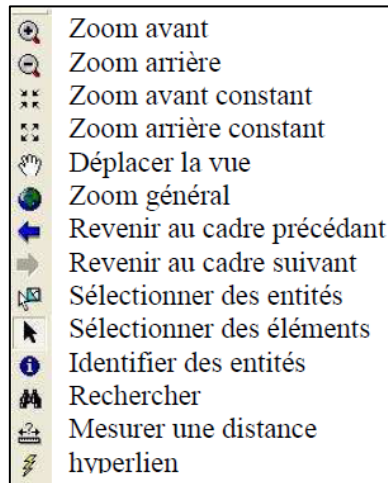 Zoom avant
Zoom arrière
Zoom avant constant
Zoom arrière constant
Déplacer la vue
Zoom général
Revenir au cadre précédant
Revenir au cadre suivant
Sélectionner des entités
Sélectionner des éléments
Identifier des entités
Rechercher
Mesurer une distance
hyperlien